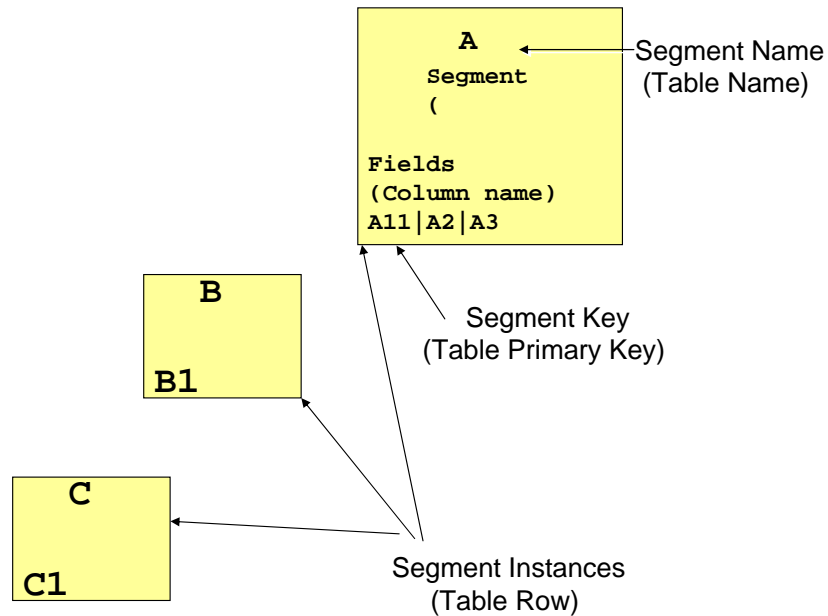 A
Segment Name
(Table Name)
Segment
(
Fields
(Column name)
A11|A2|A3
B
B1
Segment Key
(Table Primary Key)
C
C1
Segment Instances
(Table Row)